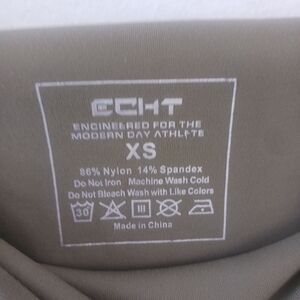 ECHT
ENGINEERED FOR THE
MODERN DAY ATHLETE
XS
86% Nylon 14% Spandex
Do Not Iron Machine Wash Cold
Do Not Bleach Wash with Like Colors
30
Made in China